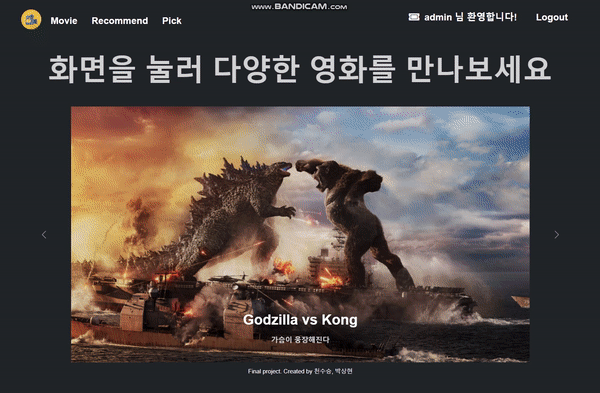 www.BANDICAM.com
Movie Recommend Pick admin 님 환영합니다! Logout
화면을 눌러 다양한 영화를 만나보세요
Godzilla vs Kong
가슴이 웅장해진다
Final project. Created by 천수승, 박상현